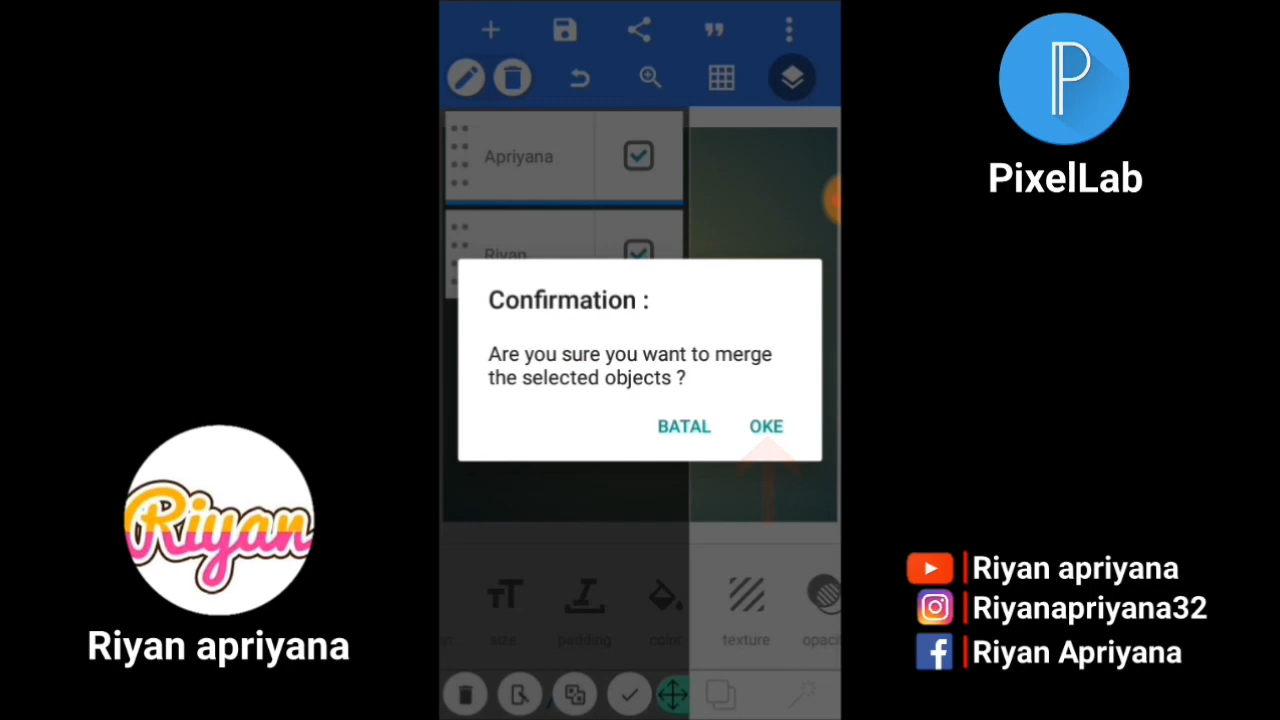 PixelLab
Apriyana
Riyan
Confirmation :
Are you sure you want to merge
the selected objects ?
BATAL OKE
Riyan
Riyan apriyana
size padding color texture
Riyan apriyana
Riyanapriyana32
Riyan Apriyana